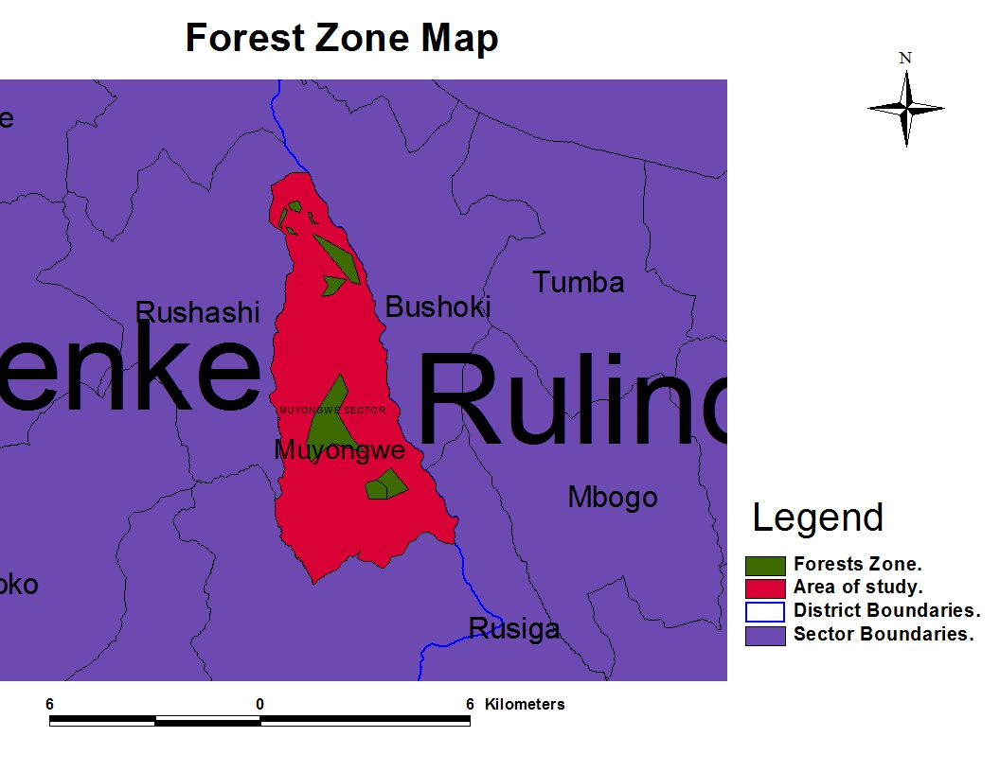 Forest Zone Map
N
e
Tumba
Rushashi
Bushoki
enke
Rulind
MUYONGWE SECTOR
Muyongwe
Mbogo
Legend
Forests Zone.
Area of study.
District Boundaries.
Sector Boundaries.
oko
Rusiga
6 0 6 Kilometers